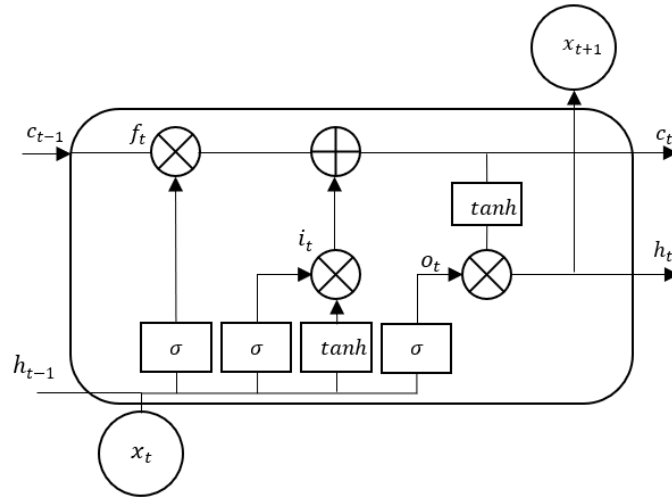 x_{t+1}
c_{t-1} f_t c_t
tanh
i_t o_t h_t
σ σ tanh σ
h_{t-1}
x_t